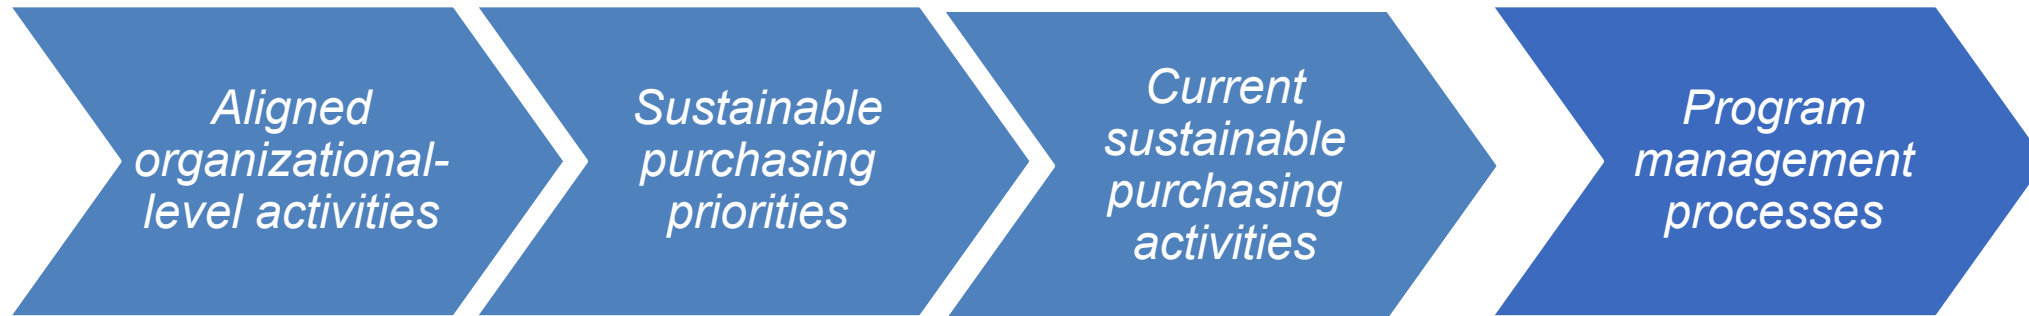 Aligned
organizational-
level activities
Sustainable
purchasing
priorities
Current
sustainable
purchasing
activities
Program
management
processes